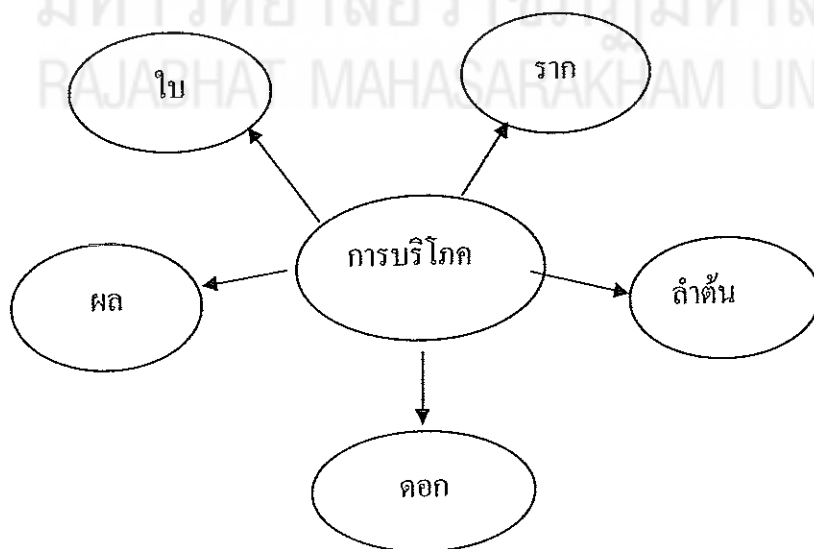 RAJABHAT MAHASARAKHAM UN
ใบ
ราก
การบริโภค
ผล
ลำต้น
ดอก